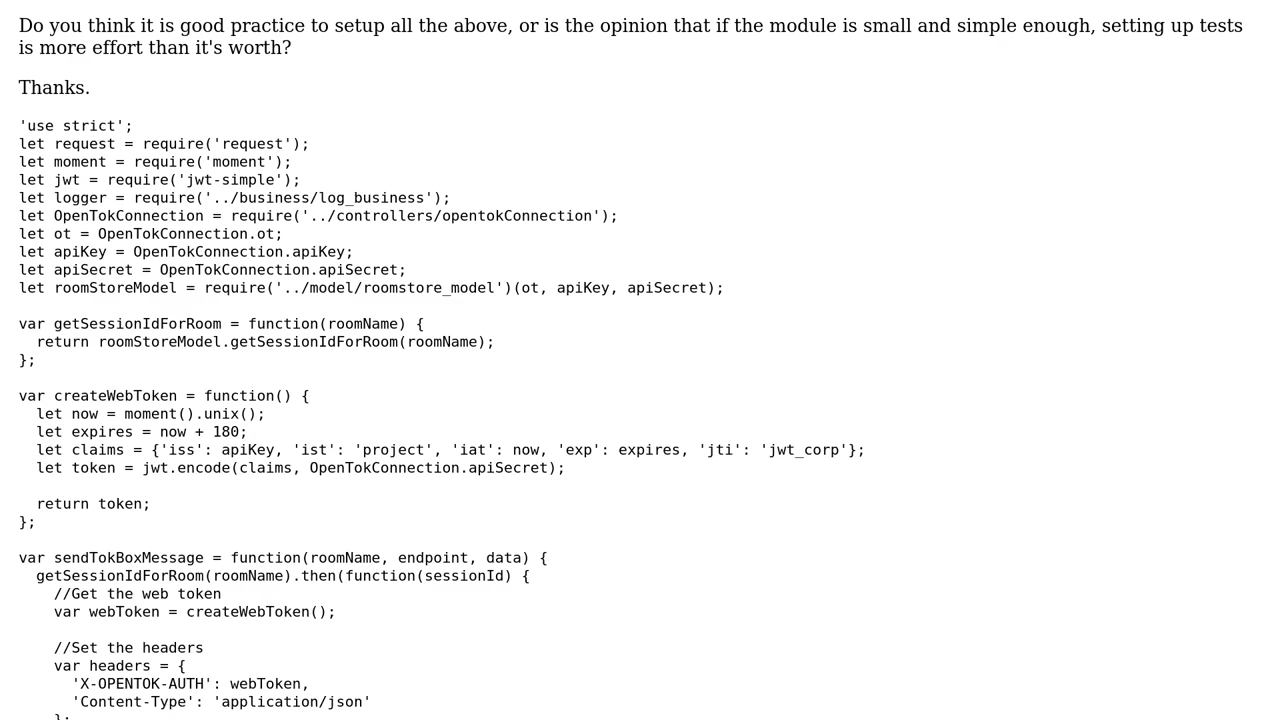 Do you think it is good practice to setup all the above, or is the opinion that if the module is small and simple enough, setting up tests
is more effort than it's worth?
Thanks.
'use strict';
let request = require('request');
let moment = require('moment');
let jwt = require('jwt-simple');
let logger = require('../business/log_business');
let OpenTokConnection = require('../controllers/opentokConnection');
let ot = OpenTokConnection.ot;
let apiKey = OpenTokConnection.apiKey;
let apiSecret = OpenTokConnection.apiSecret;
let roomStoreModel = require('../model/roomstore_model')(ot, apiKey, apiSecret);
var getSessionIdForRoom = function(roomName) {
  return roomStoreModel.getSessionIdForRoom(roomName);
};
var createWebToken = function() {
  let now = moment().unix();
  let expires = now + 180;
  let claims = {'iss': apiKey, 'ist': 'project', 'iat': now, 'exp': expires, 'jti': 'jwt_corp'};
  let token = jwt.encode(claims, OpenTokConnection.apiSecret);
  return token;
};
var sendTokBoxMessage = function(roomName, endpoint, data) {
  getSessionIdForRoom(roomName).then(function(sessionId) {
    //Get the web token
    var webToken = createWebToken();
    //Set the headers
    var headers = {
      'X-OPENTOK-AUTH': webToken,
      'Content-Type': 'application/json'
    };